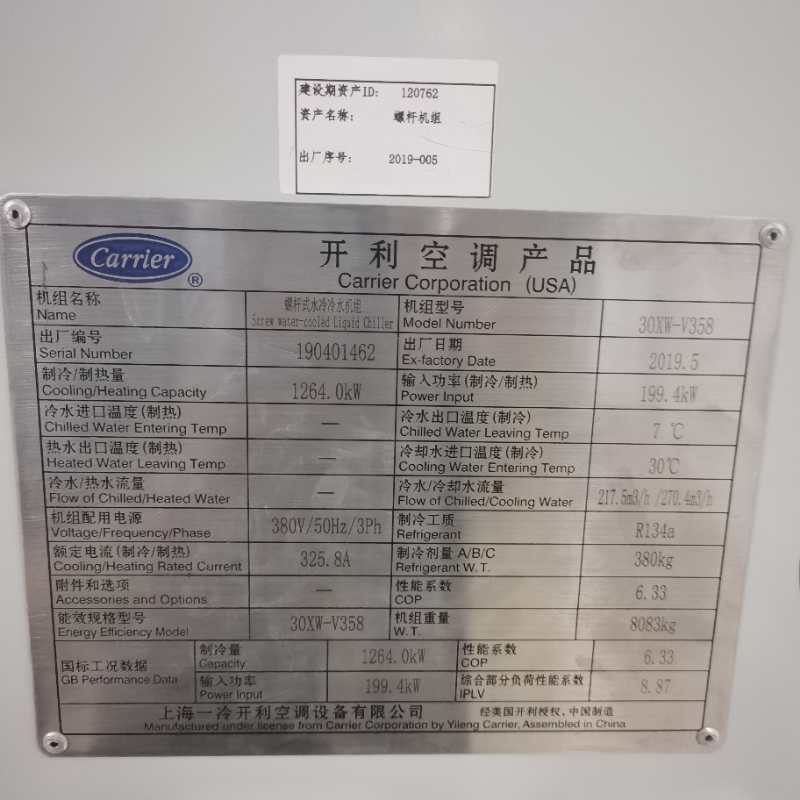 建设期资产ID: 120762
资产名称: 螺杆机组
出厂序号: 2019-005
Carrier ®
开利空调产品
Carrier Corporation (USA)
机组名称 螺杆式水冷冷水机组 机组型号
Name Screw water-cooled Liquid Chiller Model Number 30XW-V358
出厂编号 出厂日期
Serial Number 190401462 Ex-factory Date 2019.5
制冷/制热量 输入功率(制冷/制热)
Cooling/Heating Capacity 1264.0kW Power Input 199.4kW
冷水进口温度(制热) 冷水出口温度(制冷)
Chilled Water Entering Temp — Chilled Water Leaving Temp 7 ℃
热水出口温度(制热) 冷却水进口温度(制冷)
Heated Water Leaving Temp — Cooling Water Entering Temp 30℃
冷水/热水流量 冷水/冷却水流量
Flow of Chilled/Heated Water — Flow of Chilled/Cooling Water 217.5m3/h /270.4m3/h
机组配用电源 制冷工质
Voltage/Frequency/Phase 380V/50Hz/3Ph Refrigerant R134a
额定电流(制冷/制热) 制冷剂量 A/B/C
Cooling/Heating Rated Current 325.8A Refrigerant W.T. 380kg
附件和选项 性能系数
Accessories and Options — COP 6.33
能效规格型号 机组重量
Energy Efficiency Model 30XW-V358 W.T. 8083kg
国标工况数据 制冷量 性能系数
GB Performance Data Capacity 1264.0kW COP 6.33
输入功率 综合部分负荷性能系数
Power Input 199.4kW IPLV 8.87
上海一冷开利空调设备有限公司 经美国开利授权、中国制造
Manufactured under license from Carrier Corporation by Yileng Carrier, Assembled in China